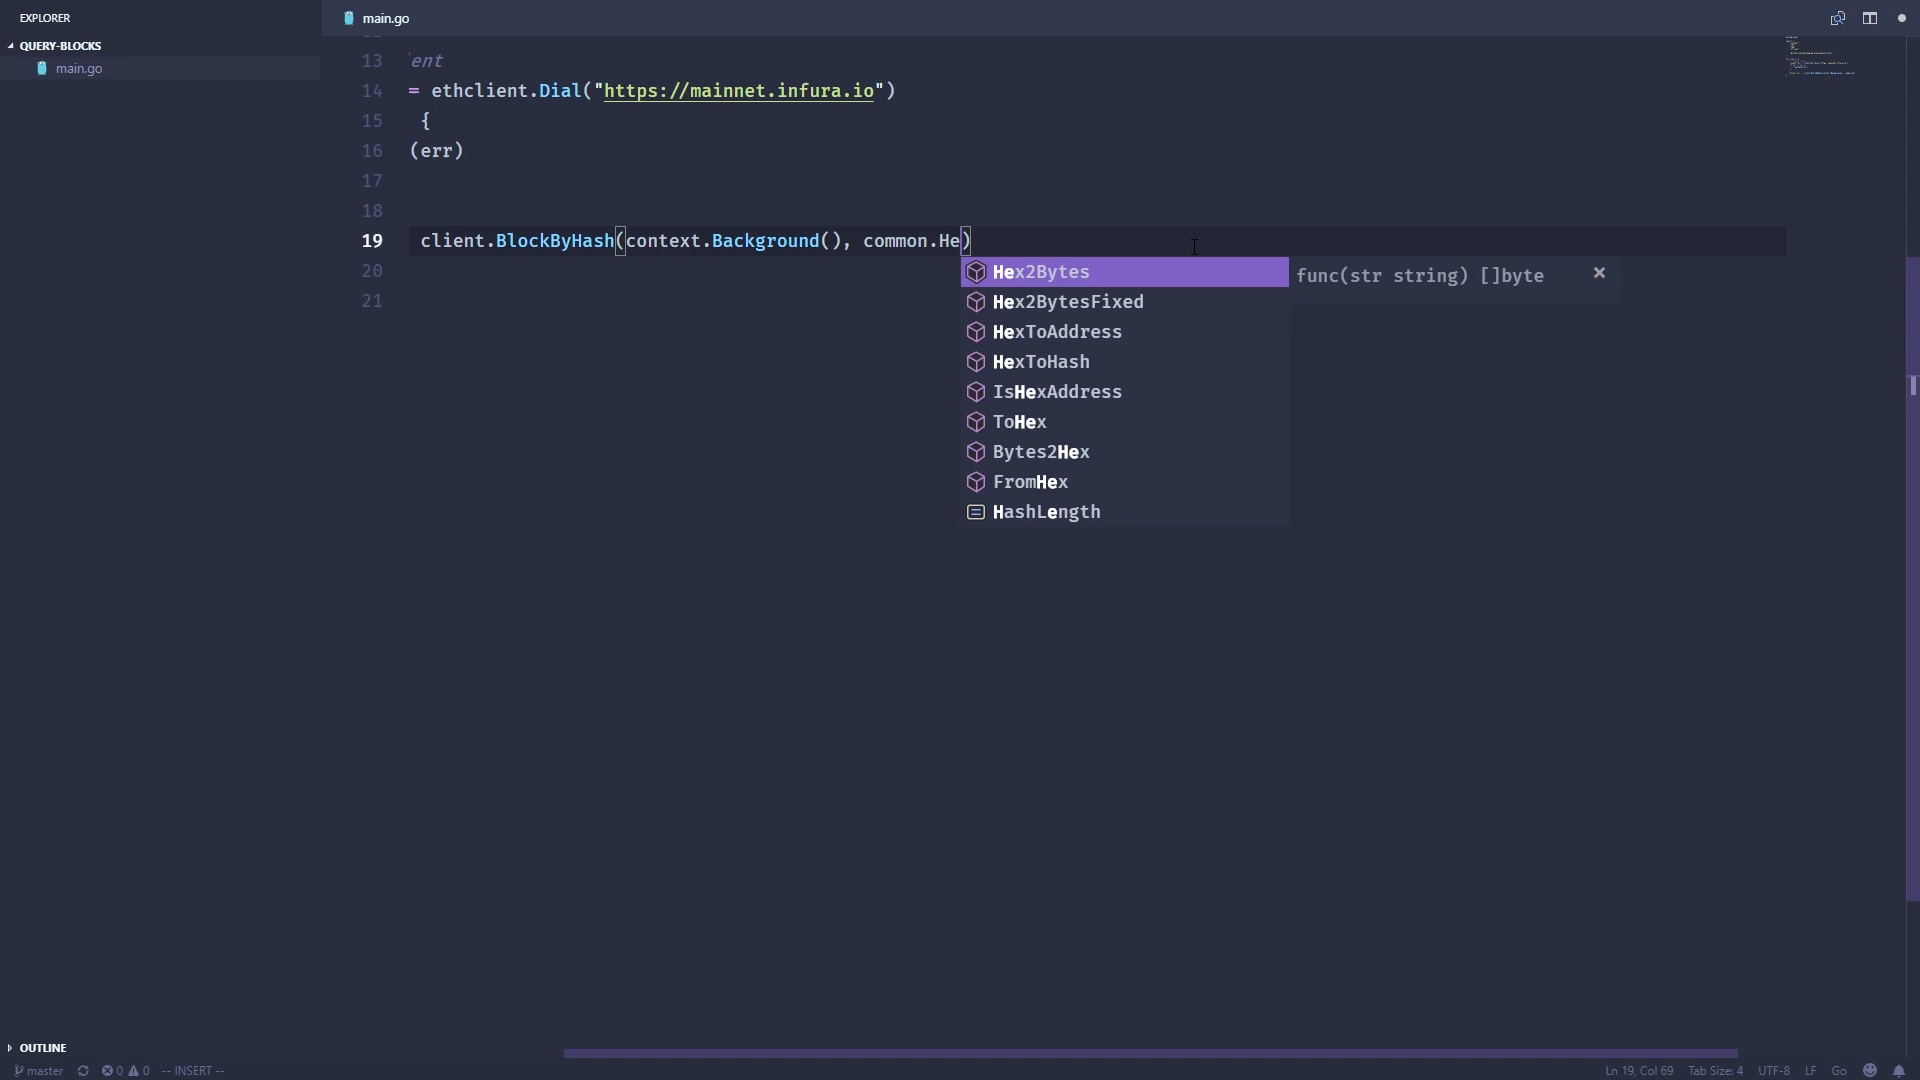 EXPLORER
main.go
QUERY-BLOCKS
main.go
13 ent
14 = ethclient.Dial("https://mainnet.infura.io")
15 {
16 (err)
17
18
19 client.BlockByHash(context.Background(), common.He)
20
21
Hex2Bytes func(str string) []byte ×
Hex2BytesFixed
HexToAddress
HexToHash
IsHexAddress
ToHex
Bytes2Hex
FromHex
HashLength
OUTLINE
master 0 0 -- INSERT -- Ln 19, Col 69 Tab Size: 4 UTF-8 LF Go